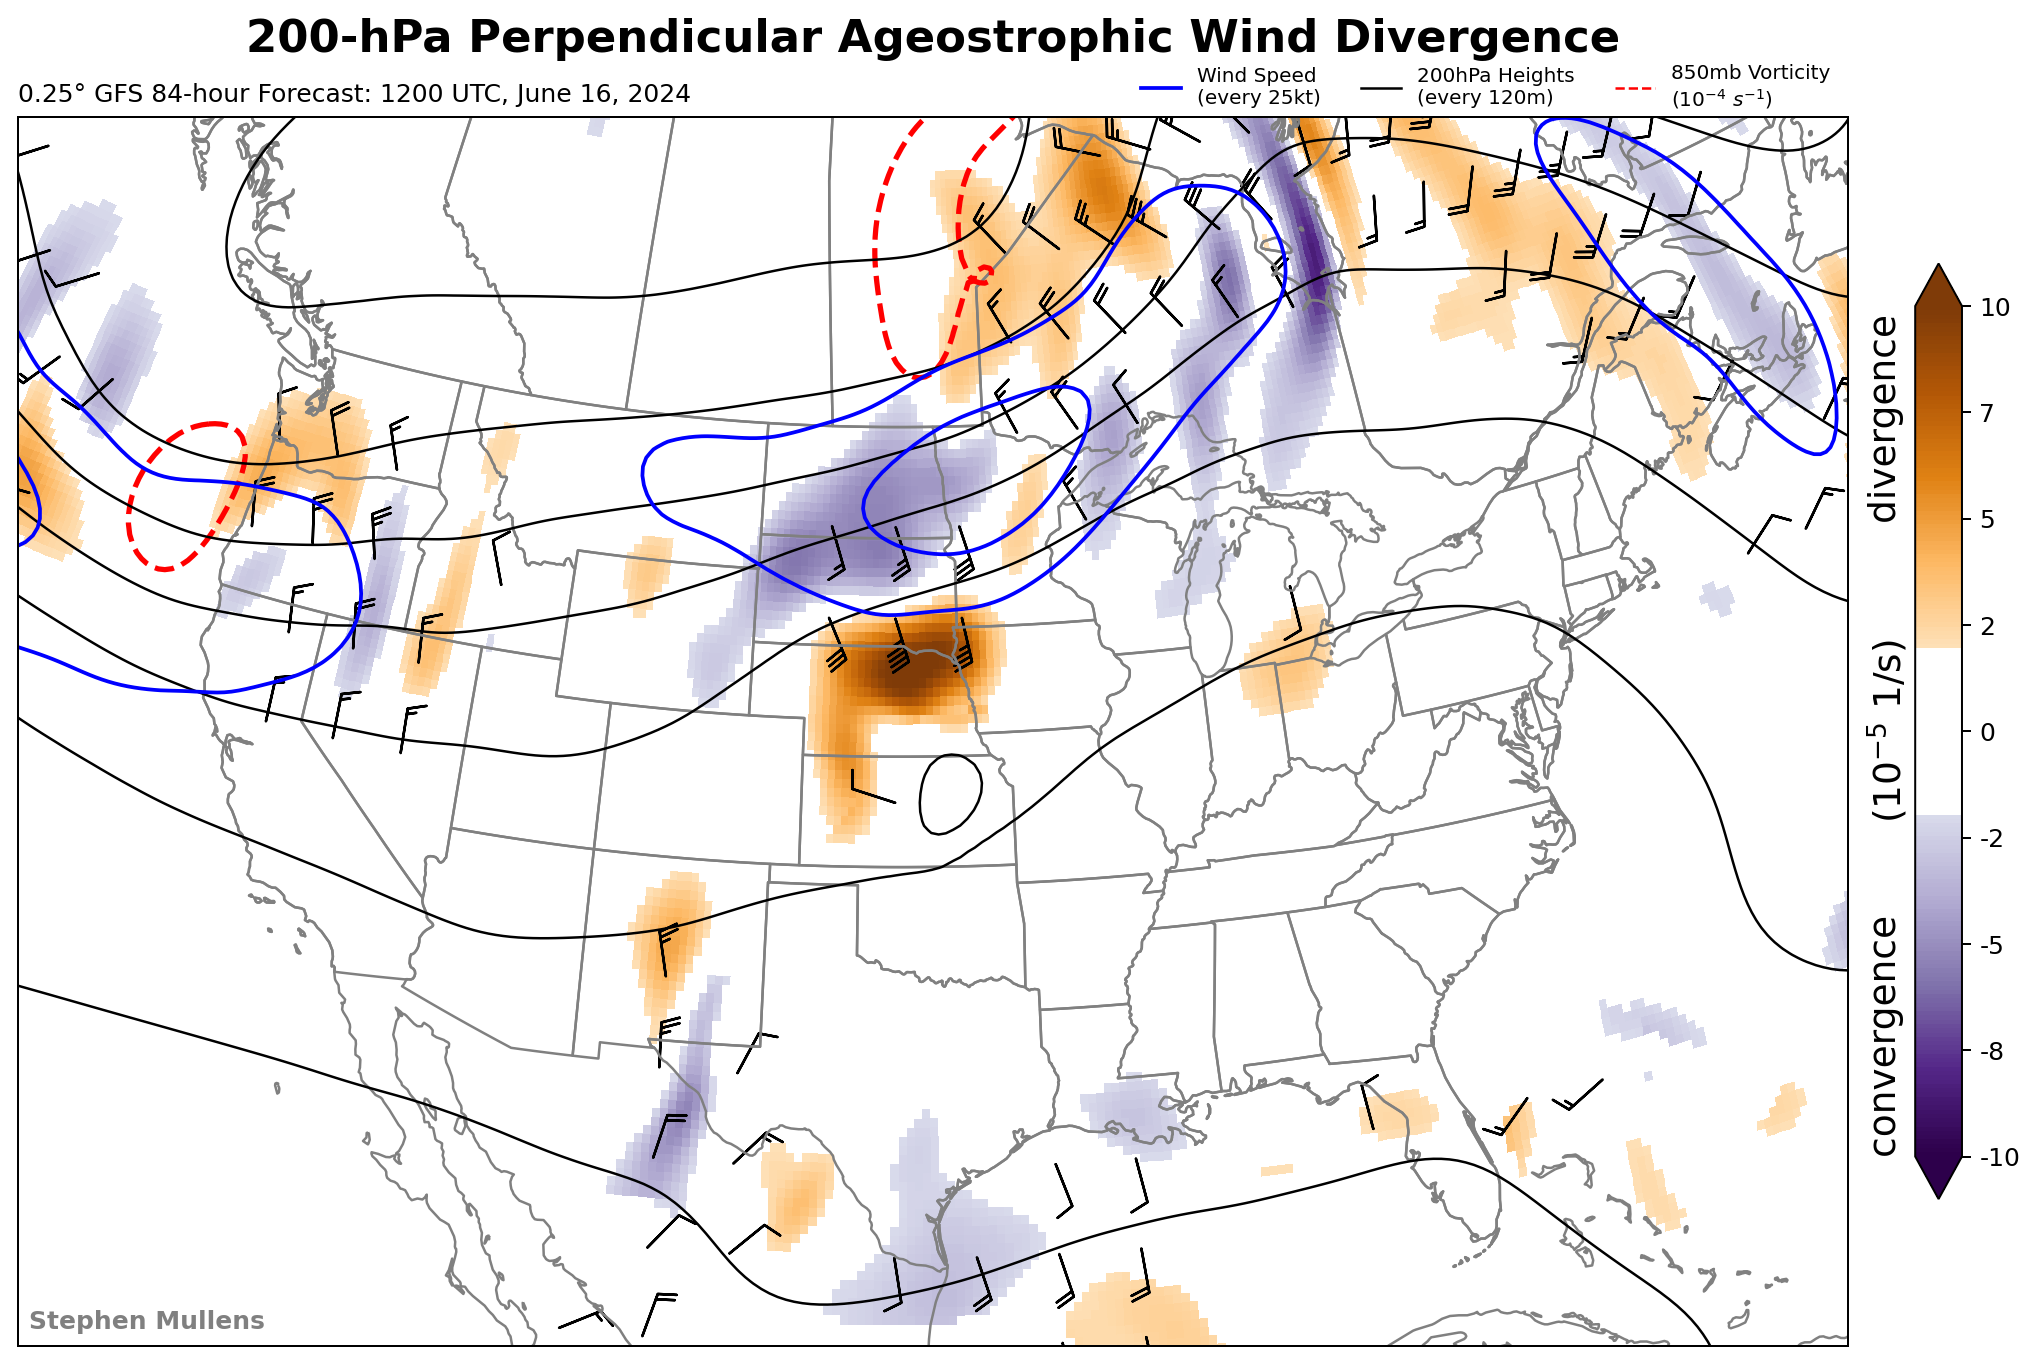 200-hPa Perpendicular Ageostrophic Wind Divergence
0.25° GFS 84-hour Forecast: 1200 UTC, June 16, 2024
Wind Speed
(every 25kt)
200hPa Heights
(every 120m)
850mb Vorticity
(10⁻⁴ s⁻¹)
10
7
5
2
0
-2
-5
-8
-10
convergence (10⁻⁵ 1/s) divergence
Stephen Mullens